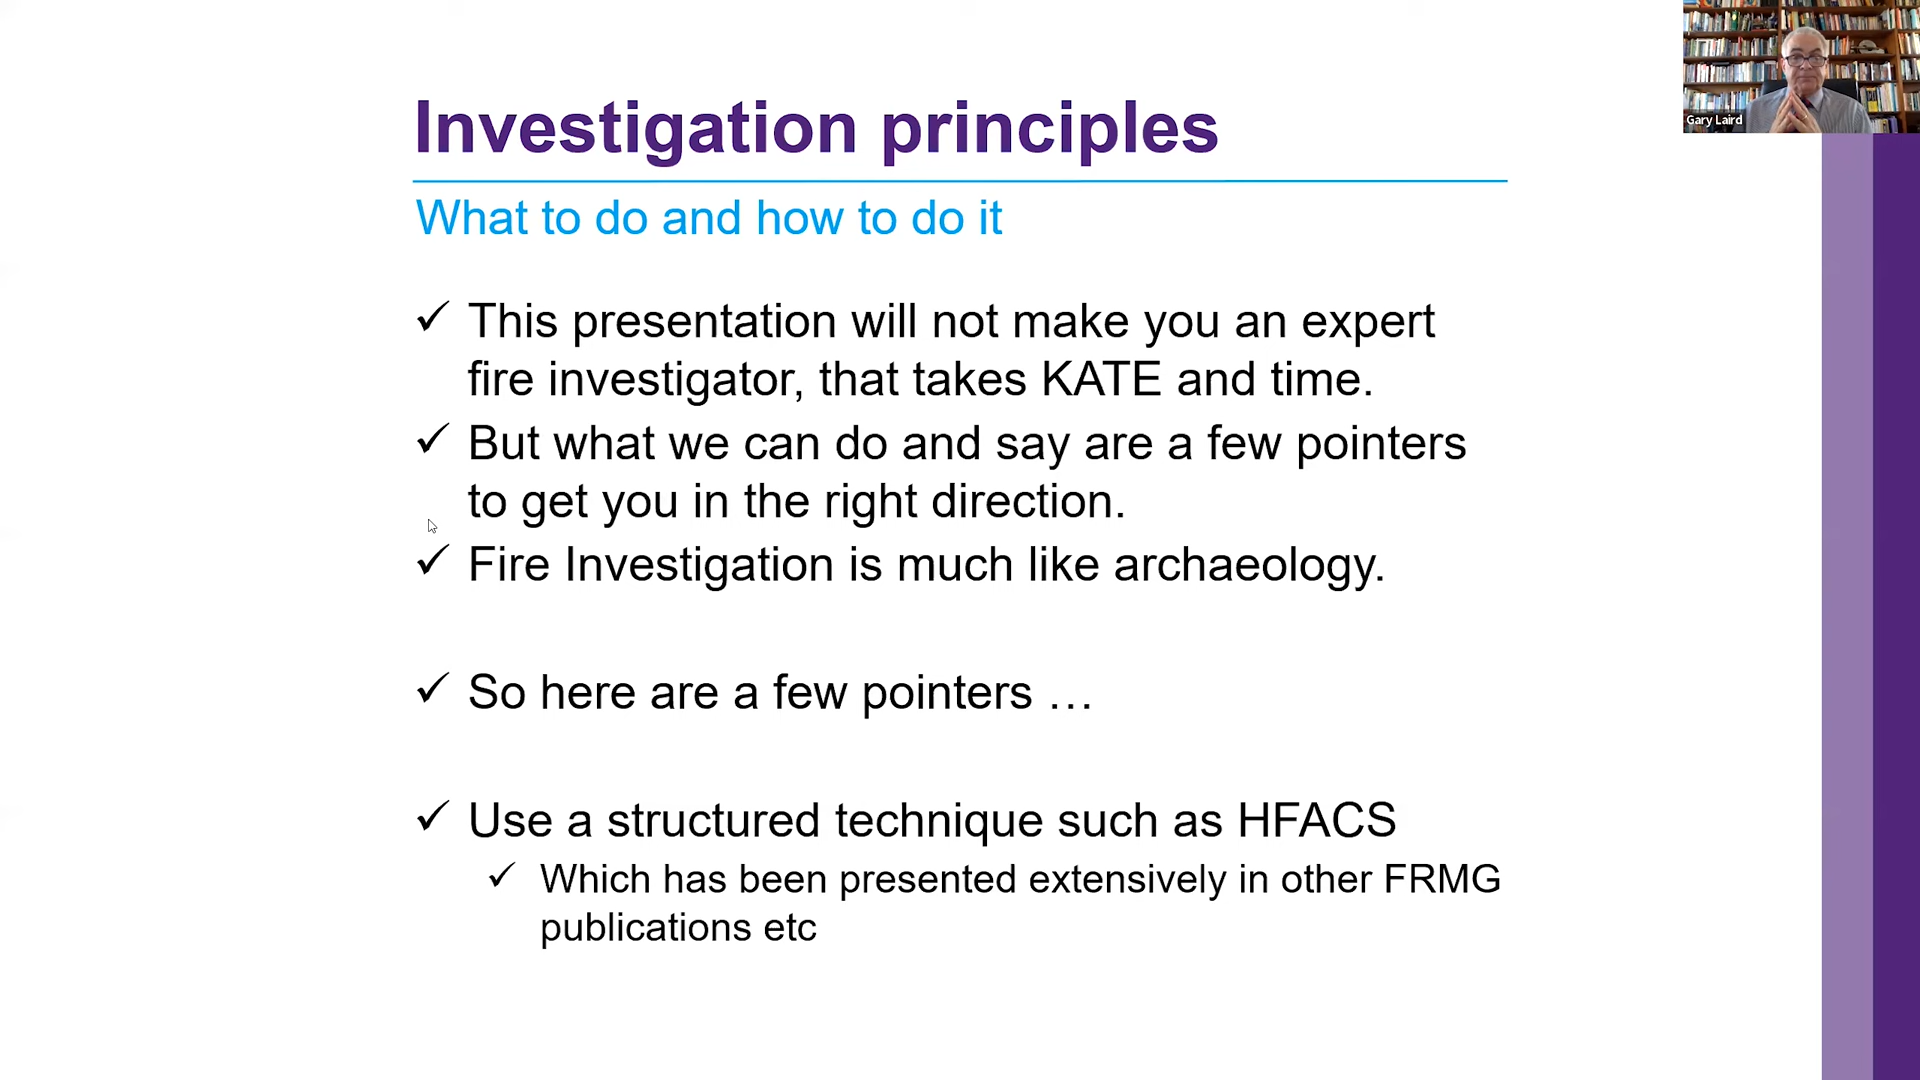 Investigation principles
What to do and how to do it
This presentation will not make you an expert
fire investigator, that takes KATE and time.
But what we can do and say are a few pointers
to get you in the right direction.
Fire Investigation is much like archaeology.
So here are a few pointers …
Use a structured technique such as HFACS
Which has been presented extensively in other FRMG
publications etc
Gary Laird